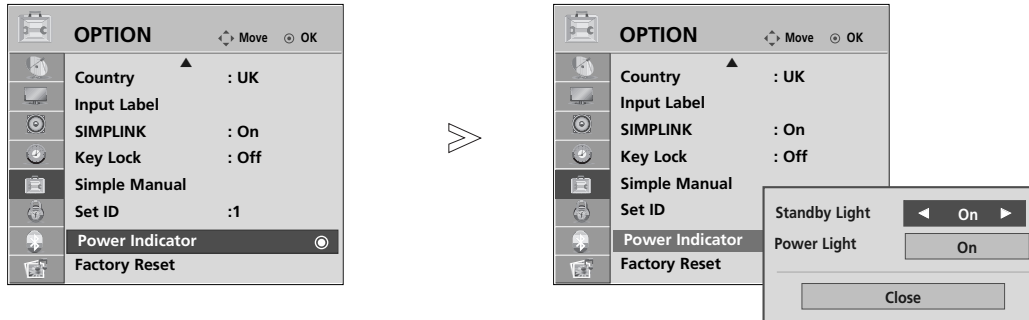 OPTION Move OK
Country : UK
Input Label
SIMPLINK : On
Key Lock : Off
Simple Manual
Set ID :1
Power Indicator
Factory Reset
OPTION Move OK
Country : UK
Input Label
SIMPLINK : On
Key Lock : Off
Simple Manual
Set ID
Power Indicator
Factory Reset
Standby Light On
Power Light On
Close